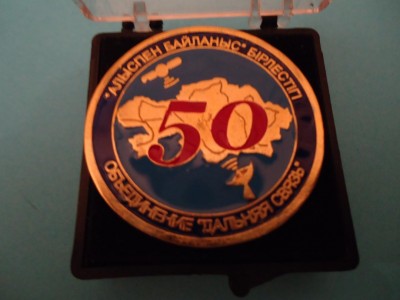 "АЛЫСПЕН БАЙЛАНЫС" БІРЛЕСТІГІ
50
ОБЪЕДИНЕНИЕ "ДАЛЬНЯЯ СВЯЗЬ"